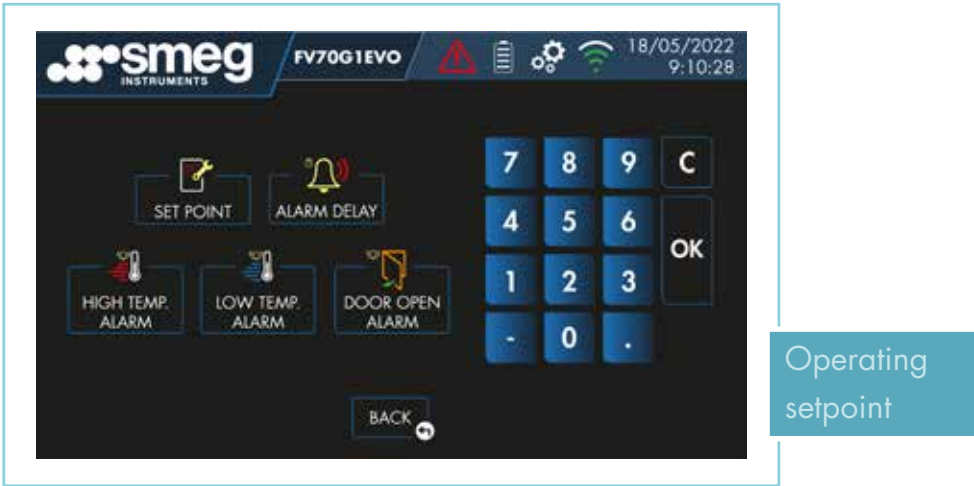 smeg
INSTRUMENTS
FV70G1EVO
18/05/2022
9:10:28
SET POINT
ALARM DELAY
HIGH TEMP.
ALARM
LOW TEMP.
ALARM
DOOR OPEN
ALARM
7 8 9 C
4 5 6
OK
1 2 3
- 0 .
BACK
Operating
setpoint